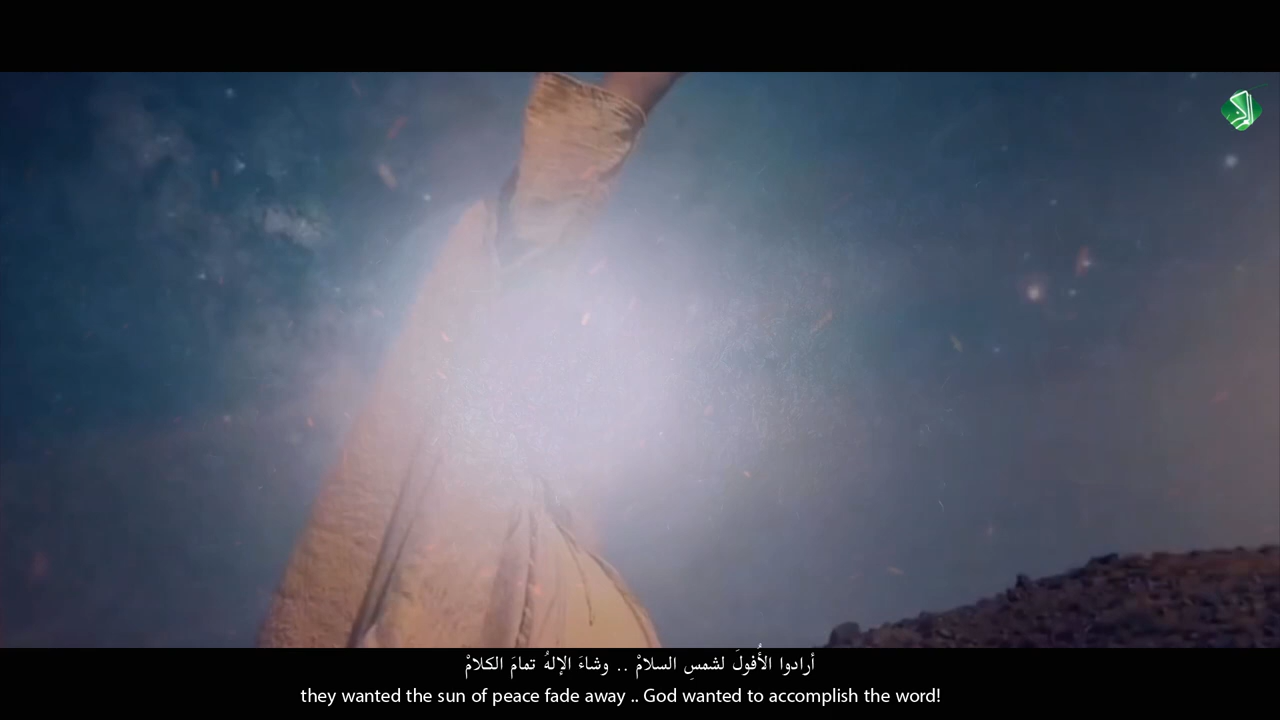 أرادوا الأُفولَ لشمسِ السلامْ .. وشاءَ الإلهُ تمامَ الكلامْ
they wanted the sun of peace fade away .. God wanted to accomplish the word!